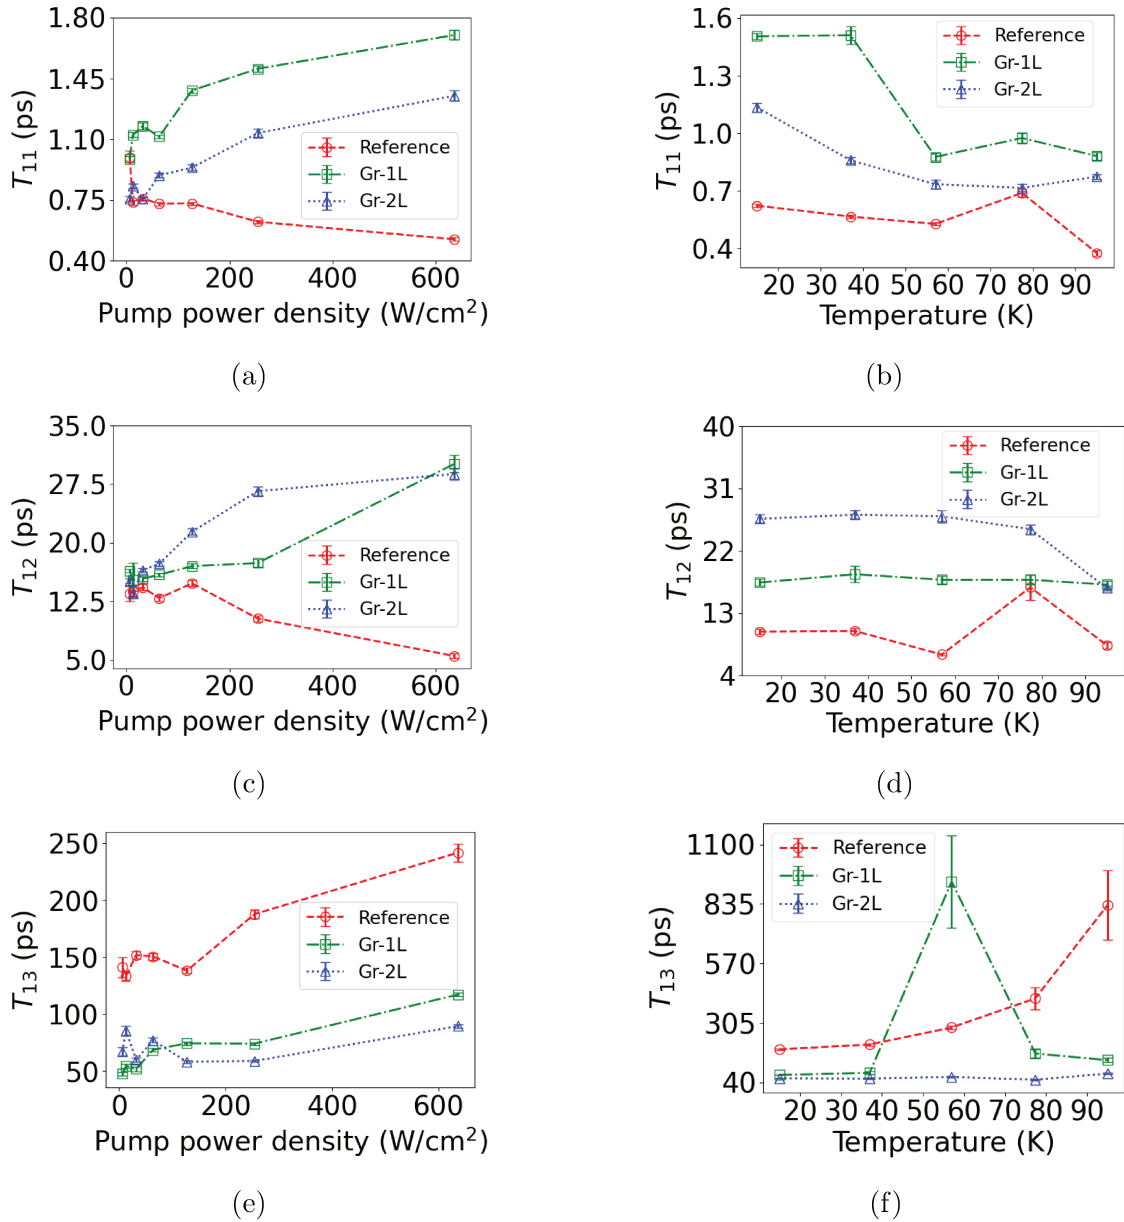 1.80
1.45
1.10
0.75
0.40
T₁₁ (ps)
Reference
Gr-1L
Gr-2L
0 200 400 600
Pump power density (W/cm²)
(a)
1.6
1.3
1.0
0.7
0.4
T₁₁ (ps)
Reference
Gr-1L
Gr-2L
20 30 40 50 60 70 80 90
Temperature (K)
(b)
35.0
27.5
20.0
12.5
5.0
T₁₂ (ps)
Reference
Gr-1L
Gr-2L
0 200 400 600
Pump power density (W/cm²)
(c)
40
31
22
13
4
T₁₂ (ps)
Reference
Gr-1L
Gr-2L
20 30 40 50 60 70 80 90
Temperature (K)
(d)
250
200
150
100
50
T₁₃ (ps)
Reference
Gr-1L
Gr-2L
0 200 400 600
Pump power density (W/cm²)
(e)
1100
835
570
305
40
T₁₃ (ps)
Reference
Gr-1L
Gr-2L
20 30 40 50 60 70 80 90
Temperature (K)
(f)